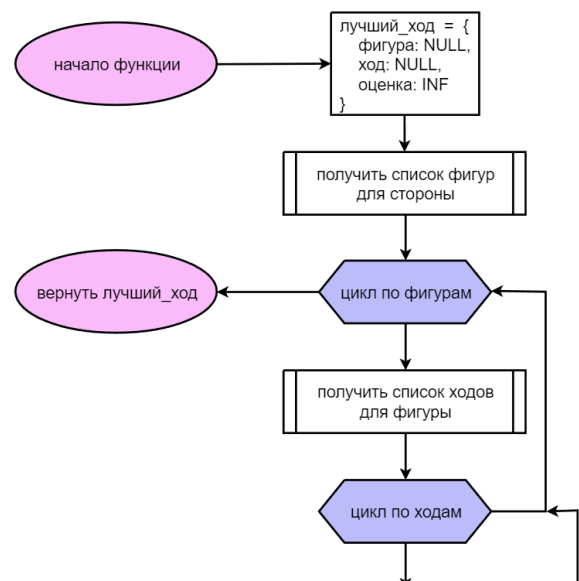 начало функции
лучший_ход = {
фигура: NULL,
ход: NULL,
оценка: INF
}
получить список фигур
для стороны
вернуть лучший_ход
цикл по фигурам
получить список ходов
для фигуры
цикл по ходам